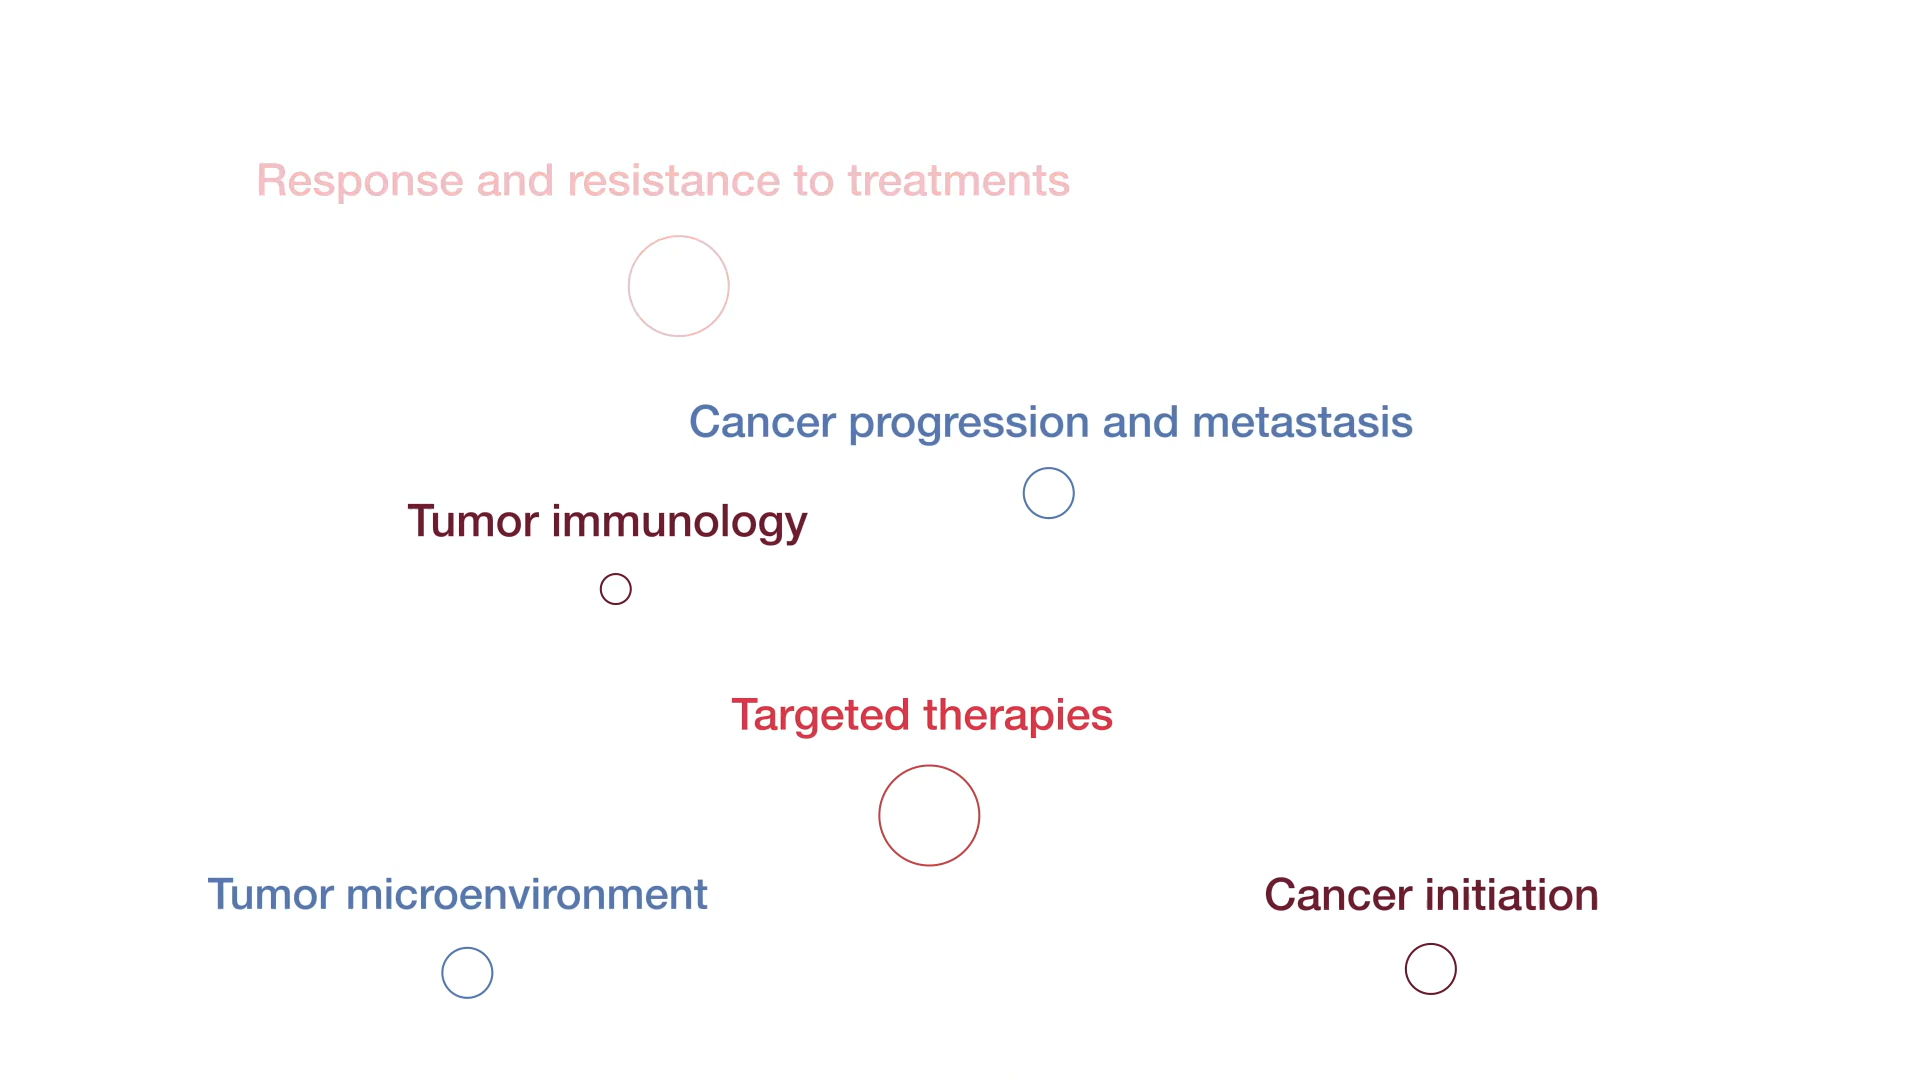 Response and resistance to treatments
Cancer progression and metastasis
Tumor immunology
Targeted therapies
Tumor microenvironment
Cancer initiation